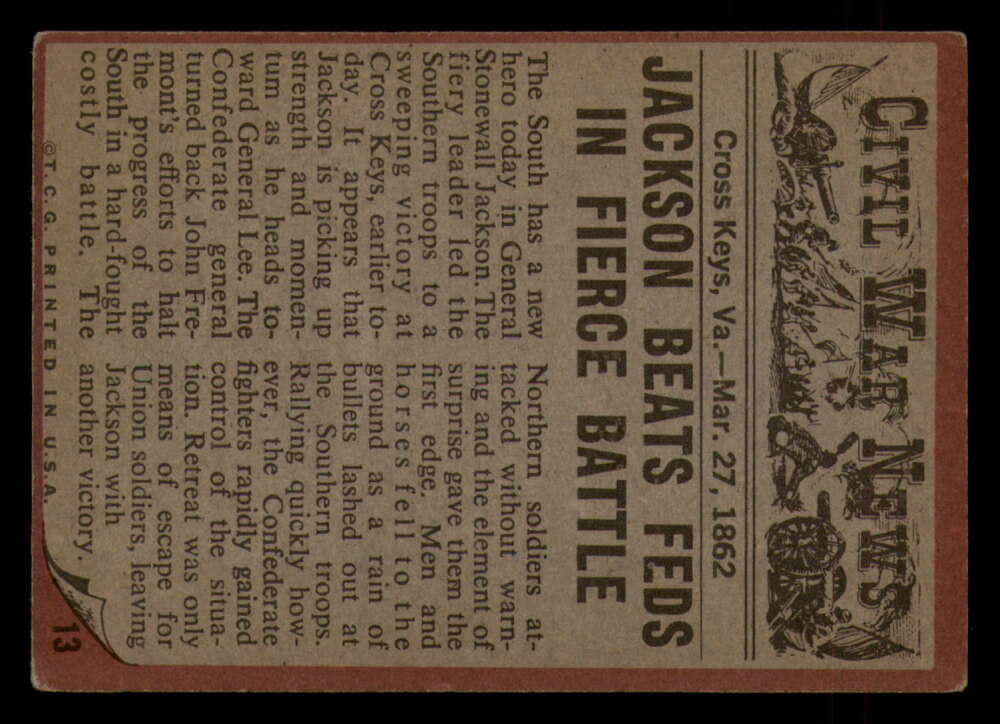 CIVIL WAR NEWS
Cross Keys, Va.—Mar. 27, 1862
JACKSON BEATS FEDS
IN FIERCE BATTLE
The South has a new
hero today in General
Stonewall Jackson. The
fiery leader led the
Southern troops to a
sweeping victory at
Cross Keys, earlier to-
day. It appears that
Jackson is picking up
strength and momen-
tum as he heads to-
ward General Lee. The
Confederate general
turned back John Fre-
mont's efforts to halt
the progress of the
South in a hard-fought
costly battle. The
Northern soldiers at-
tacked without warn-
ing and the element of
surprise gave them the
first edge. Men and
horses fell to the
ground as a rain of
bullets lashed out at
the Southern troops.
Rallying quickly how-
ever, the Confederate
fighters rapidly gained
control of the situa-
tion. Retreat was only
means of escape for
Union soldiers, leaving
Jackson with
another victory.
©T. C. G. PRINTED IN U.S.A.
13